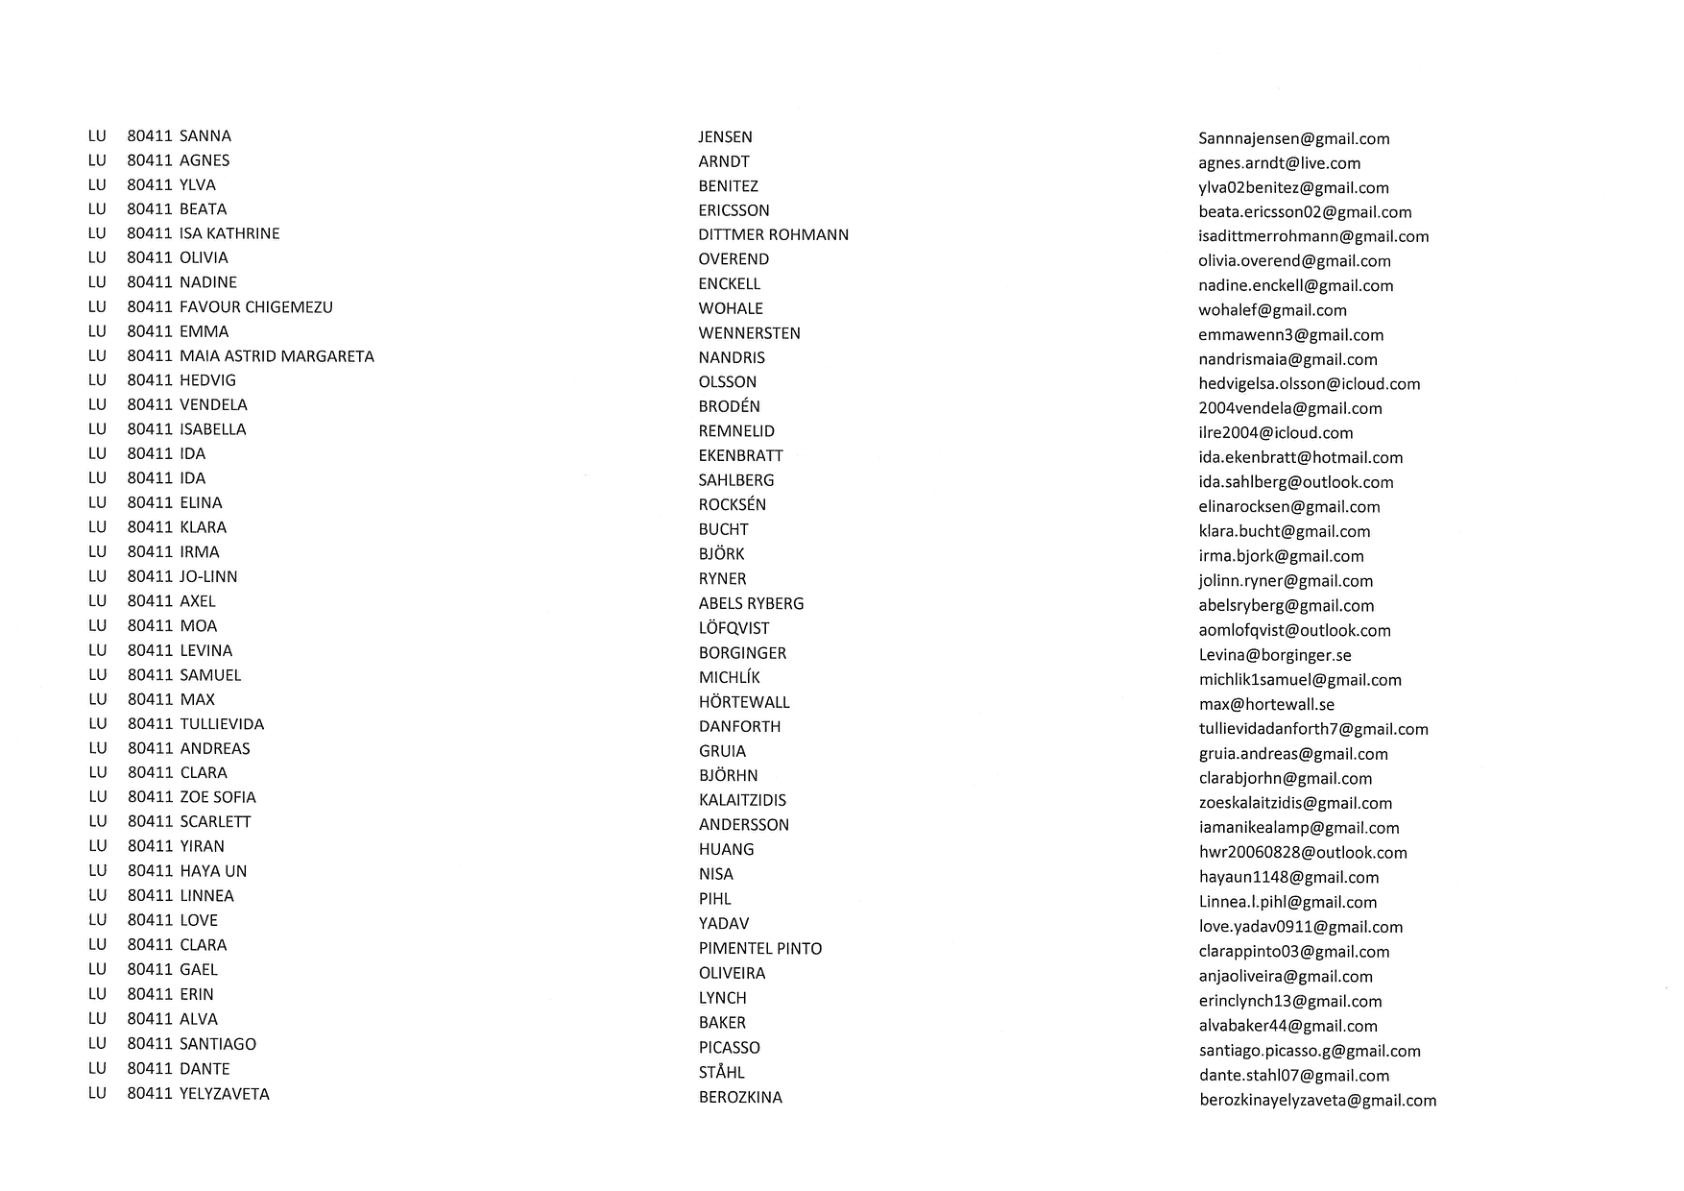 LU 80411 SANNA JENSEN Sannnajensen@gmail.com
LU 80411 AGNES ARNDT agnes.arndt@live.com
LU 80411 YLVA BENITEZ ylva02benitez@gmail.com
LU 80411 BEATA ERICSSON beata.ericsson02@gmail.com
LU 80411 ISA KATHRINE DITTMER ROHMANN isadittmerrohmann@gmail.com
LU 80411 OLIVIA OVEREND olivia.overend@gmail.com
LU 80411 NADINE ENCKELL nadine.enckell@gmail.com
LU 80411 FAVOUR CHIGEMEZU WOHALE wohalef@gmail.com
LU 80411 EMMA WENNERSTEN emmawenn3@gmail.com
LU 80411 MAIA ASTRID MARGARETA NANDRIS nandrismaia@gmail.com
LU 80411 HEDVIG OLSSON hedvigelsa.olsson@icloud.com
LU 80411 VENDELA BRODÉN 2004vendela@gmail.com
LU 80411 ISABELLA REMNELID ilre2004@icloud.com
LU 80411 IDA EKENBRATT ida.ekenbratt@hotmail.com
LU 80411 IDA SAHLBERG ida.sahlberg@outlook.com
LU 80411 ELINA ROCKSÉN elinarocksen@gmail.com
LU 80411 KLARA BUCHT klara.bucht@gmail.com
LU 80411 IRMA BJÖRK irma.bjork@gmail.com
LU 80411 JO-LINN RYNER jolinn.ryner@gmail.com
LU 80411 AXEL ABELS RYBERG abelsryberg@gmail.com
LU 80411 MOA LÖFQVIST aomlofqvist@outlook.com
LU 80411 LEVINA BORGINGER Levina@borginger.se
LU 80411 SAMUEL MICHLÍK michlik1samuel@gmail.com
LU 80411 MAX HÖRTEWALL max@hortewall.se
LU 80411 TULLIEVIDA DANFORTH tullievidadanforth7@gmail.com
LU 80411 ANDREAS GRUIA gruia.andreas@gmail.com
LU 80411 CLARA BJÖRHN clarabjorhn@gmail.com
LU 80411 ZOE SOFIA KALAITZIDIS zoeskalaitzidis@gmail.com
LU 80411 SCARLETT ANDERSSON iamanikealamp@gmail.com
LU 80411 YIRAN HUANG hwr20060828@outlook.com
LU 80411 HAYA UN NISA hayaun1148@gmail.com
LU 80411 LINNEA PIHL Linnea.l.pihl@gmail.com
LU 80411 LOVE YADAV love.yadav0911@gmail.com
LU 80411 CLARA PIMENTEL PINTO clarappinto03@gmail.com
LU 80411 GAEL OLIVEIRA anjaoliveira@gmail.com
LU 80411 ERIN LYNCH erinclynch13@gmail.com
LU 80411 ALVA BAKER alvabaker44@gmail.com
LU 80411 SANTIAGO PICASSO santiago.picasso.g@gmail.com
LU 80411 DANTE STÅHL dante.stahl07@gmail.com
LU 80411 YELYZAVETA BEROZKINA berozkinayelyzaveta@gmail.com